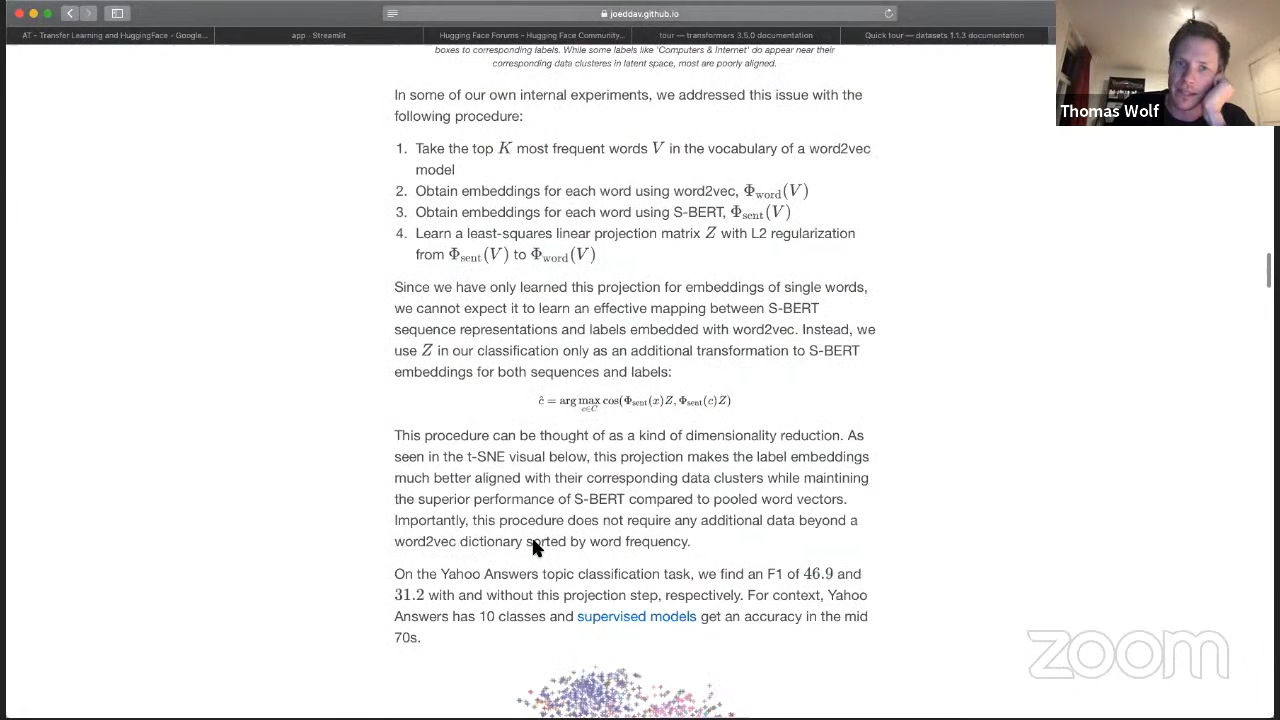 joeddav.github.io
AT - Transfer Learning and HuggingFace - Google...
app · Streamlit
Hugging Face Forums - Hugging Face Community...
tour — transformers 3.5.0 documentation
Quick tour — datasets 1.1.3 documentation
boxes to corresponding labels. While some labels like 'Computers & Internet' do appear near their
corresponding data clusters in latent space, most are poorly aligned.
Thomas Wolf
In some of our own internal experiments, we addressed this issue with the
following procedure:
1. Take the top K most frequent words V in the vocabulary of a word2vec
model
2. Obtain embeddings for each word using word2vec, Φword(V)
3. Obtain embeddings for each word using S-BERT, Φsent(V)
4. Learn a least-squares linear projection matrix Z with L2 regularization
from Φsent(V) to Φword(V)
Since we have only learned this projection for embeddings of single words,
we cannot expect it to learn an effective mapping between S-BERT
sequence representations and labels embedded with word2vec. Instead, we
use Z in our classification only as an additional transformation to S-BERT
embeddings for both sequences and labels:
ĉ = arg max c∈C cos(Φsent(x)Z, Φsent(c)Z)
This procedure can be thought of as a kind of dimensionality reduction. As
seen in the t-SNE visual below, this projection makes the label embeddings
much better aligned with their corresponding data clusters while maintining
the superior performance of S-BERT compared to pooled word vectors.
Importantly, this procedure does not require any additional data beyond a
word2vec dictionary sorted by word frequency.
On the Yahoo Answers topic classification task, we find an F1 of 46.9 and
31.2 with and without this projection step, respectively. For context, Yahoo
Answers has 10 classes and supervised models get an accuracy in the mid
70s.
zoom